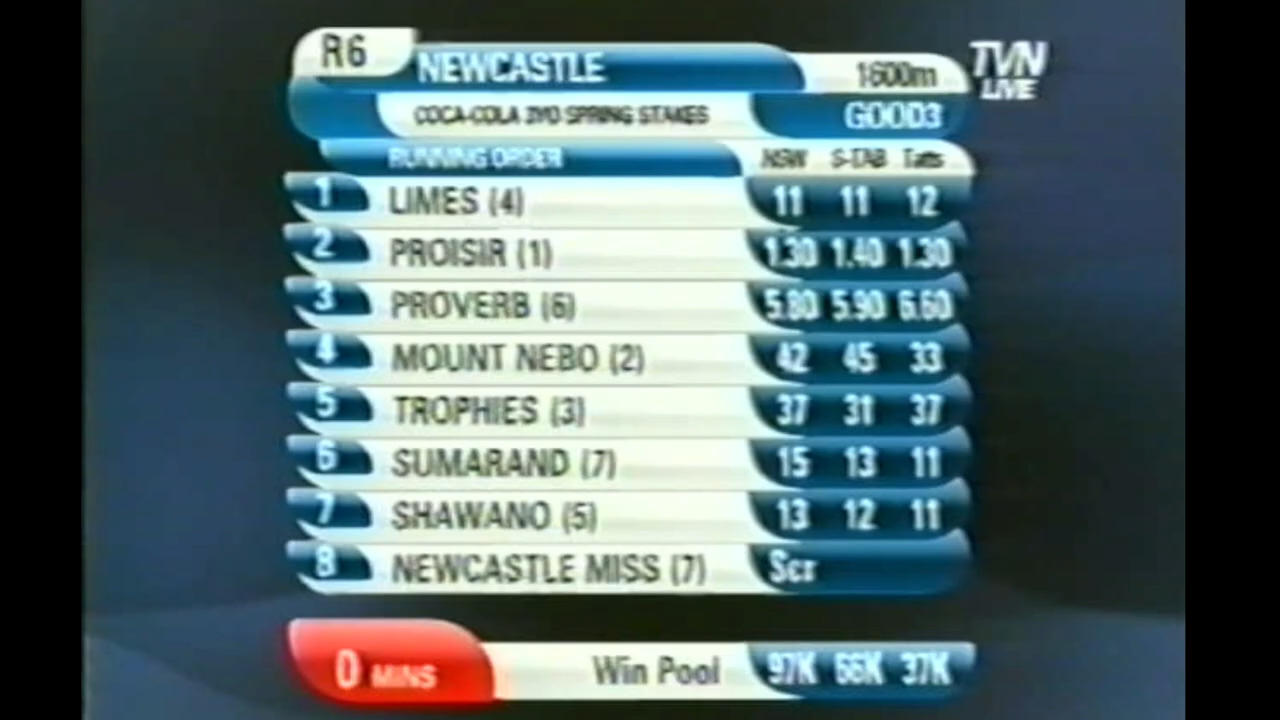 R6 NEWCASTLE 1600m TVN LIVE
COCA-COLA 3YO SPRING STAKES GOOD3
RUNNING ORDER NSW S-TAB Tatts
1 LIMES (4) 11 11 12
2 PROISIR (1) 1.30 1.40 1.30
3 PROVERB (6) 5.80 5.90 6.60
4 MOUNT NEBO (2) 42 45 33
5 TROPHIES (3) 37 31 37
6 SUMARAND (7) 15 13 11
7 SHAWANO (5) 13 12 11
8 NEWCASTLE MISS (7) Scr
0 MINS Win Pool 97K 66K 37K